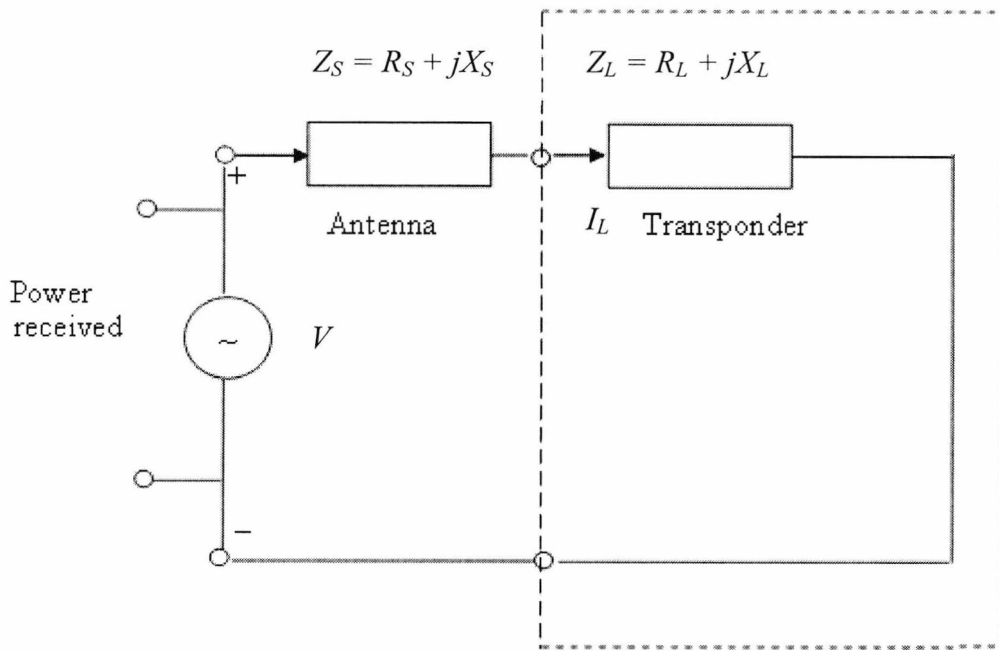 Z_S = R_S + jX_S
Z_L = R_L + jX_L
+
Antenna
I_L
Transponder
Power
received
~
V
−